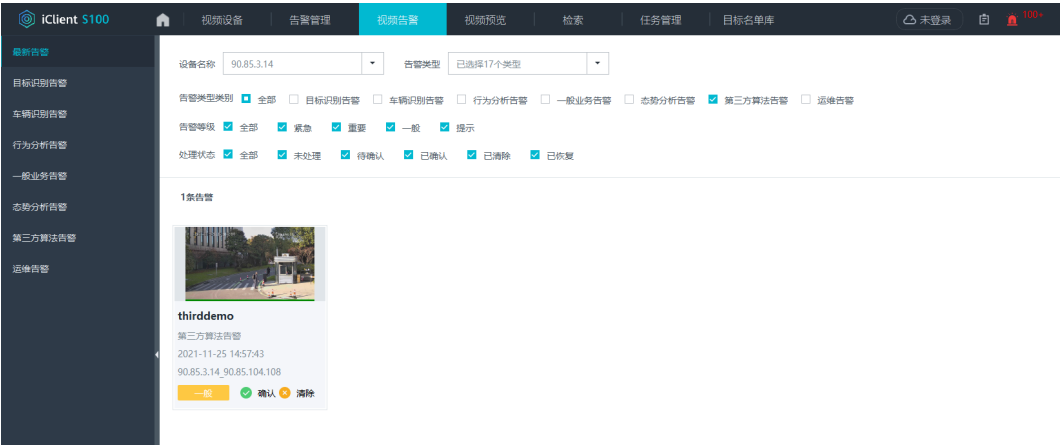 iClient S100 视频设备 告警管理 视频告警 视频预览 检索 任务管理 目标名单库 未登录 100+
最新告警
目标识别告警
车辆识别告警
行为分析告警
一般业务告警
态势分析告警
第三方算法告警
运维告警
设备名称 90.85.3.14 告警类型 已选择17个类型
告警类型类别 全部 目标识别告警 车辆识别告警 行为分析告警 一般业务告警 态势分析告警 第三方算法告警 运维告警
告警等级 全部 紧急 重要 一般 提示
处理状态 全部 未处理 待确认 已确认 已清除 已恢复
1条告警
thirddemo
第三方算法告警
2021-11-25 14:57:43
90.85.3.14_90.85.104.108
一般 确认 清除